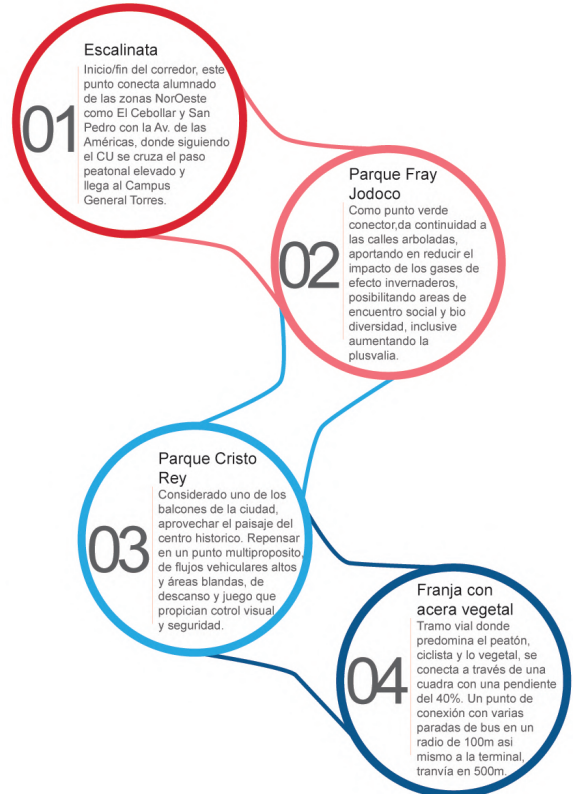 Escalinata
01
Inicio/fin del corredor, este
punto conecta alumnado
de las zonas NorOeste
como El Cebollar y San
Pedro con la Av. de las
Américas, donde siguiendo
el CU se cruza el paso
peatonal elevado y
llega al Campus
General Torres.
Parque Fray
Jodoco
02
Como punto verde
conector,da continuidad a
las calles arboladas,
aportando en reducir el
impacto de los gases de
efecto invernaderos,
posibilitando areas de
encuentro social y bio
diversidad, inclusive
aumentando la
plusvalia.
Parque Cristo
Rey
03
Considerado uno de los
balcones de la ciudad,
aprovechar el paisaje del
centro historico. Repensar
en un punto multiproposito,
de flujos vehiculares altos
y áreas blandas, de
descanso y juego que
propician cotrol visual
y seguridad.
Franja con
acera vegetal
04
Tramo vial donde
predomina el peatón,
ciclista y lo vegetal, se
conecta a través de una
cuadra con una pendiente
del 40%. Un punto de
conexión con varias
paradas de bus en un
radio de 100m asi
mismo a la terminal,
tranvía en 500m.